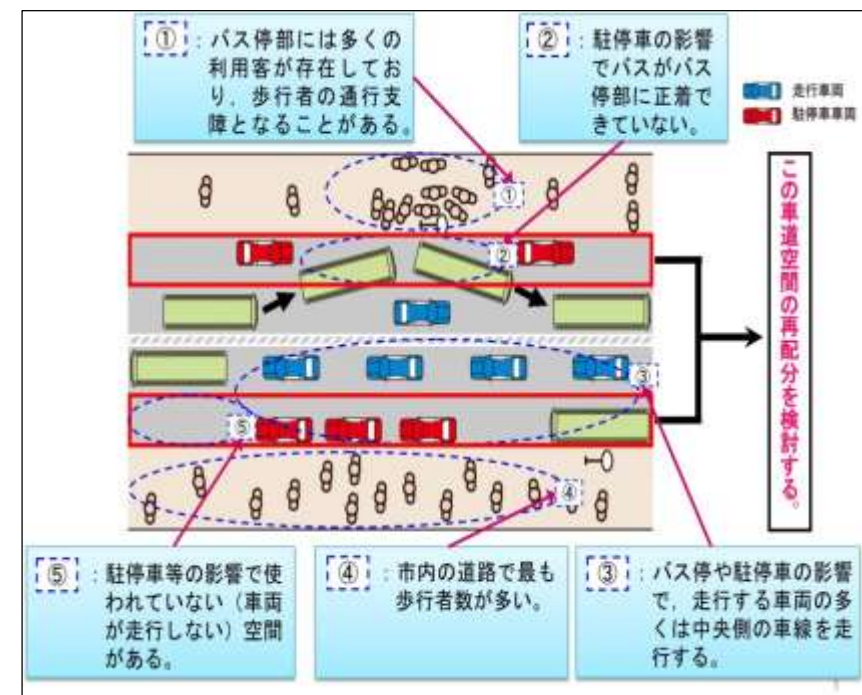 ①：バス停部には多くの
利用客が存在してお
り，歩行者の通行支
障となることがある。
②：駐停車の影響
でバスがバス
停部に正着で
きていない。
走行車両
駐停車車両
①
②
③
⑤
④
この車道空間の再配分を検討する。
⑤：駐停車等の影響で使
われていない（車両
が走行しない）空間
がある。
④：市内の道路で最も
歩行者数が多い。
③：バス停や駐停車の影響
で，走行する車両の多
くは中央側の車線を走
行する。